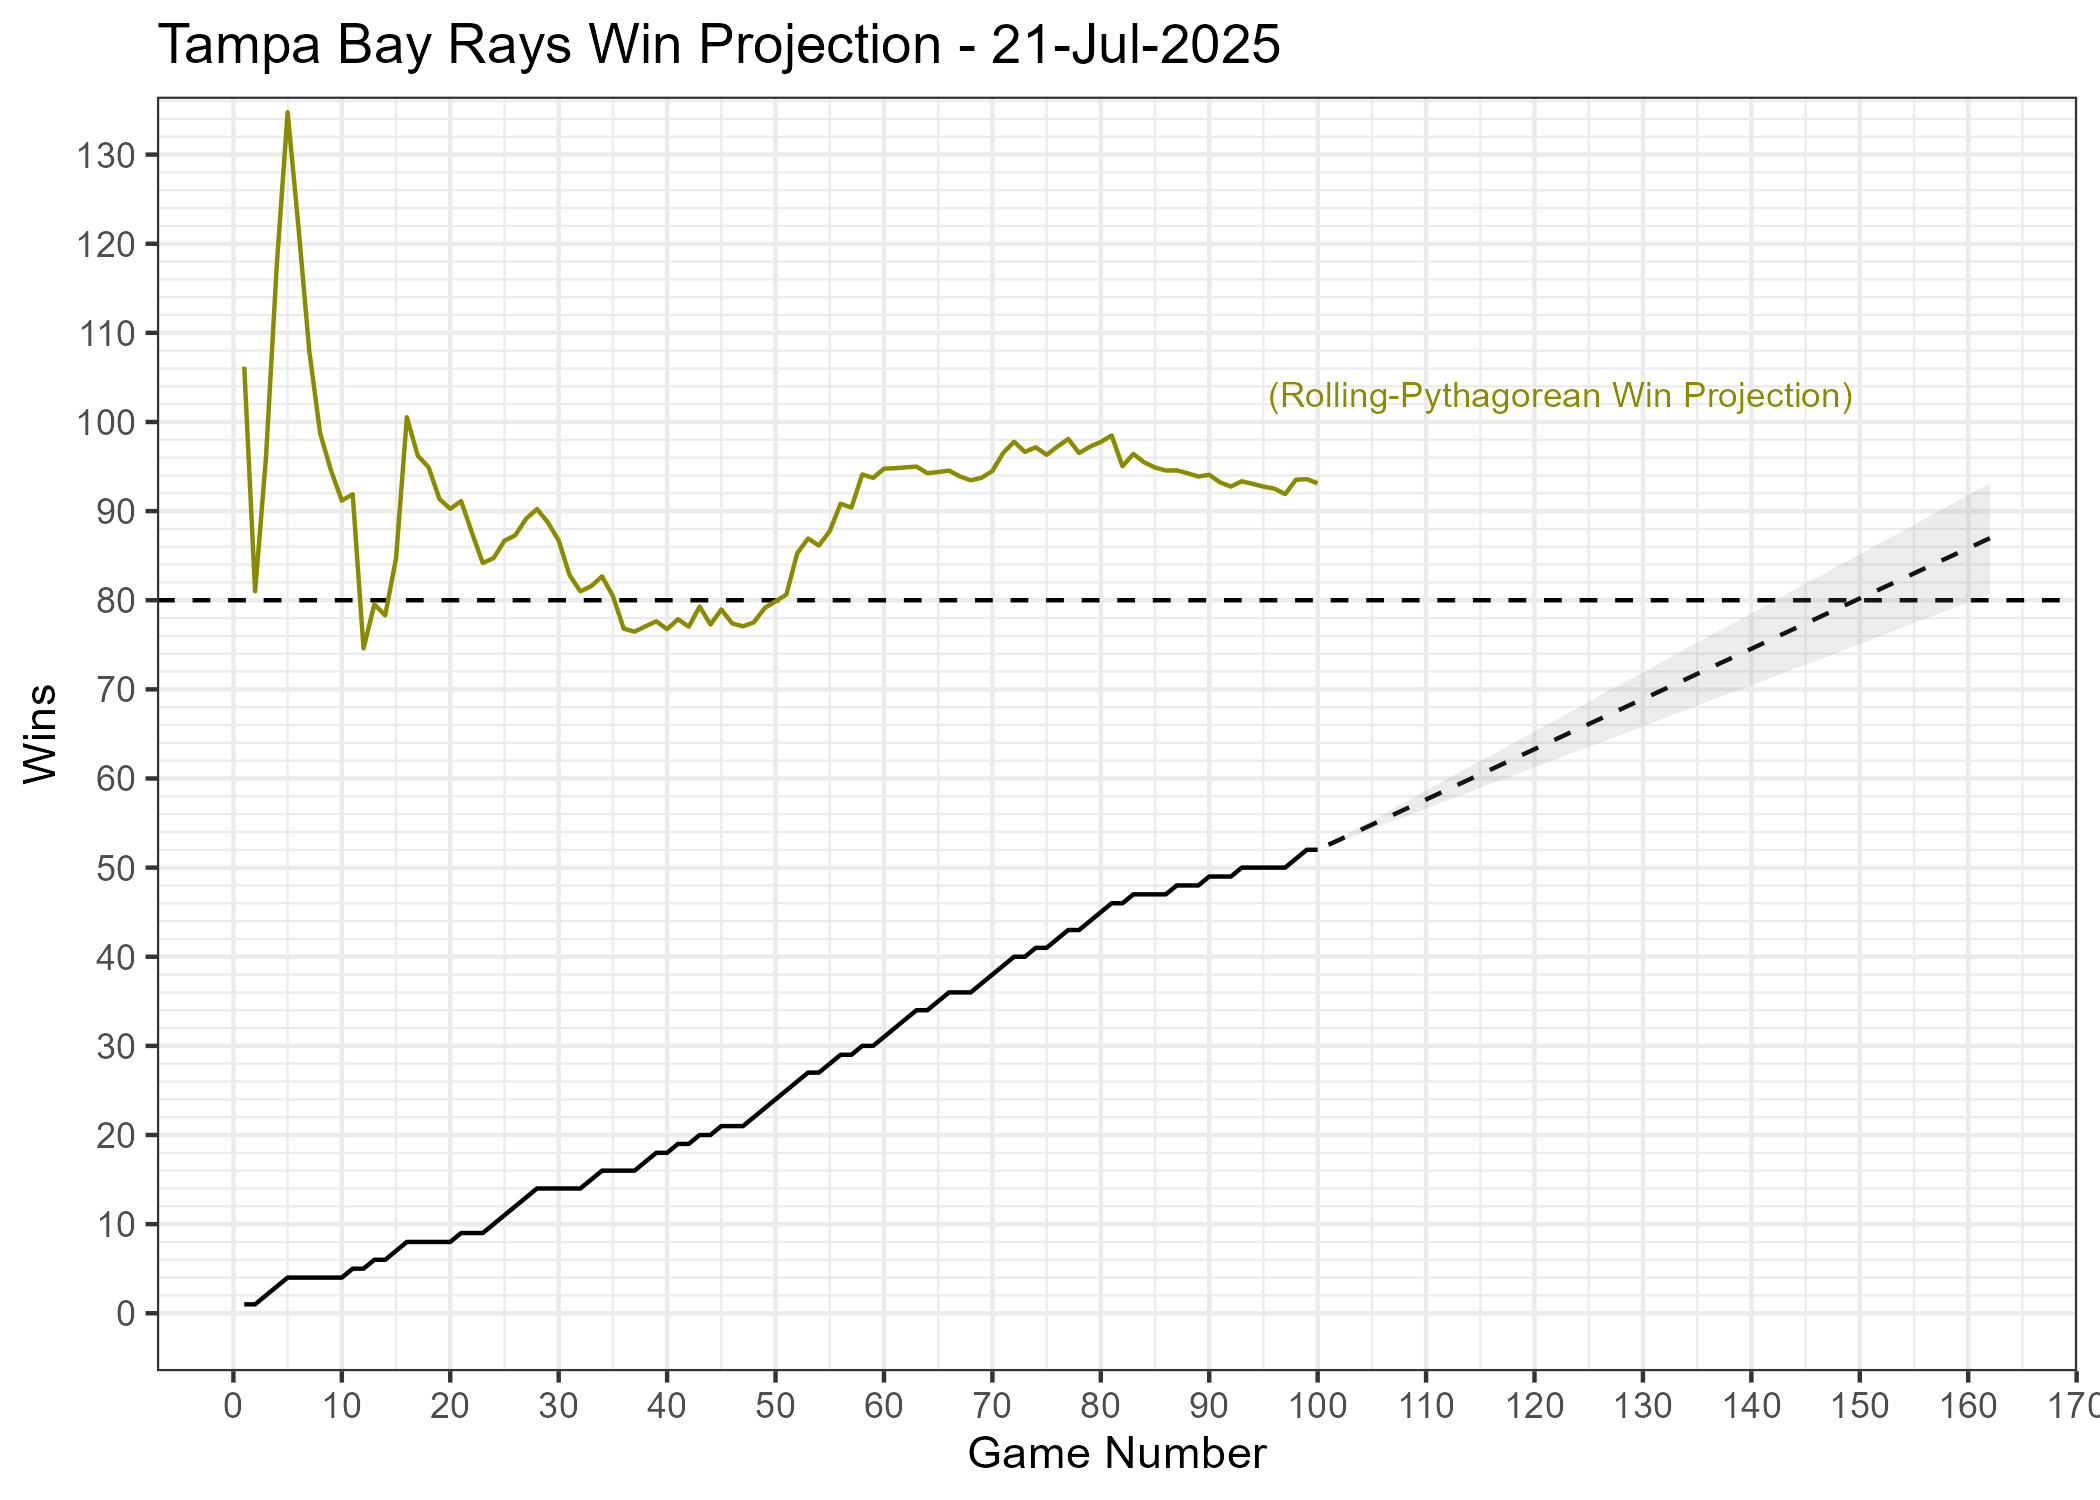 Tampa Bay Rays Win Projection - 21-Jul-2025
130
120
110
(Rolling-Pythagorean Win Projection)
100
90
80
70
60
50
40
30
20
10
0
Wins
0 10 20 30 40 50 60 70 80 90 100 110 120 130 140 150 160 170
Game Number